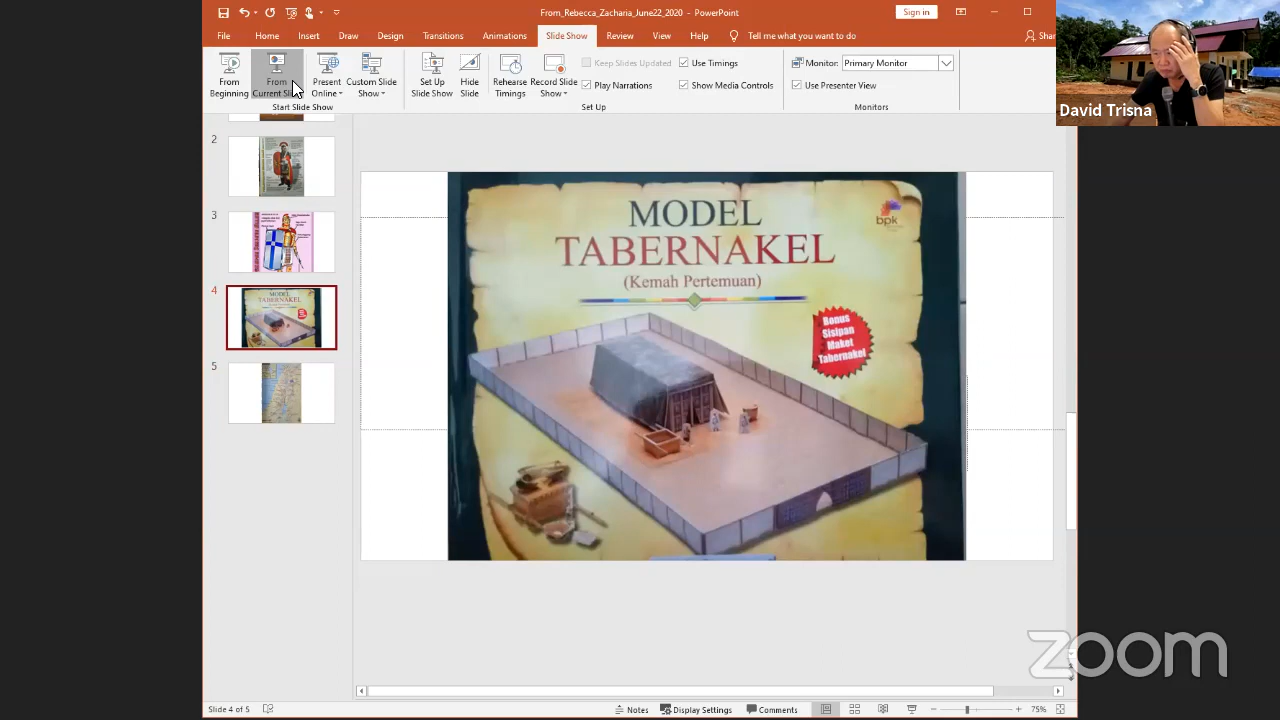 From_Rebecca_Zacharia_June22_2020 - PowerPoint
Sign in
File Home Insert Draw Design Transitions Animations Slide Show Review View Help Tell me what you want to do
From Beginning
From Current
Present Online
Custom Slide Show
Start Slide Show
Set Up Slide Show
Hide Slide
Rehearse Timings
Record Slide Show
Keep Slides Updated
Play Narrations
Use Timings
Show Media Controls
Set Up
Monitor: Primary Monitor
Use Presenter View
Monitors
David Trisna
2
3
4
5
MODEL
TABERNAKEL
(Kemah Pertemuan)
bpk
Bonus
Sisipan
Maket
Tabernakel
Slide 4 of 5
Notes Display Settings Comments
75%
zoom